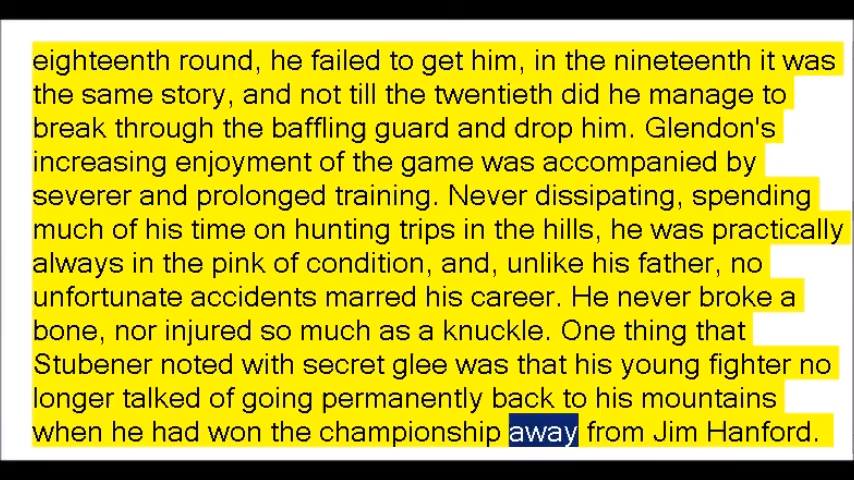 eighteenth round, he failed to get him, in the nineteenth it was
the same story, and not till the twentieth did he manage to
break through the baffling guard and drop him. Glendon's
increasing enjoyment of the game was accompanied by
severer and prolonged training. Never dissipating, spending
much of his time on hunting trips in the hills, he was practically
always in the pink of condition, and, unlike his father, no
unfortunate accidents marred his career. He never broke a
bone, nor injured so much as a knuckle. One thing that
Stubener noted with secret glee was that his young fighter no
longer talked of going permanently back to his mountains
when he had won the championship away from Jim Hanford.